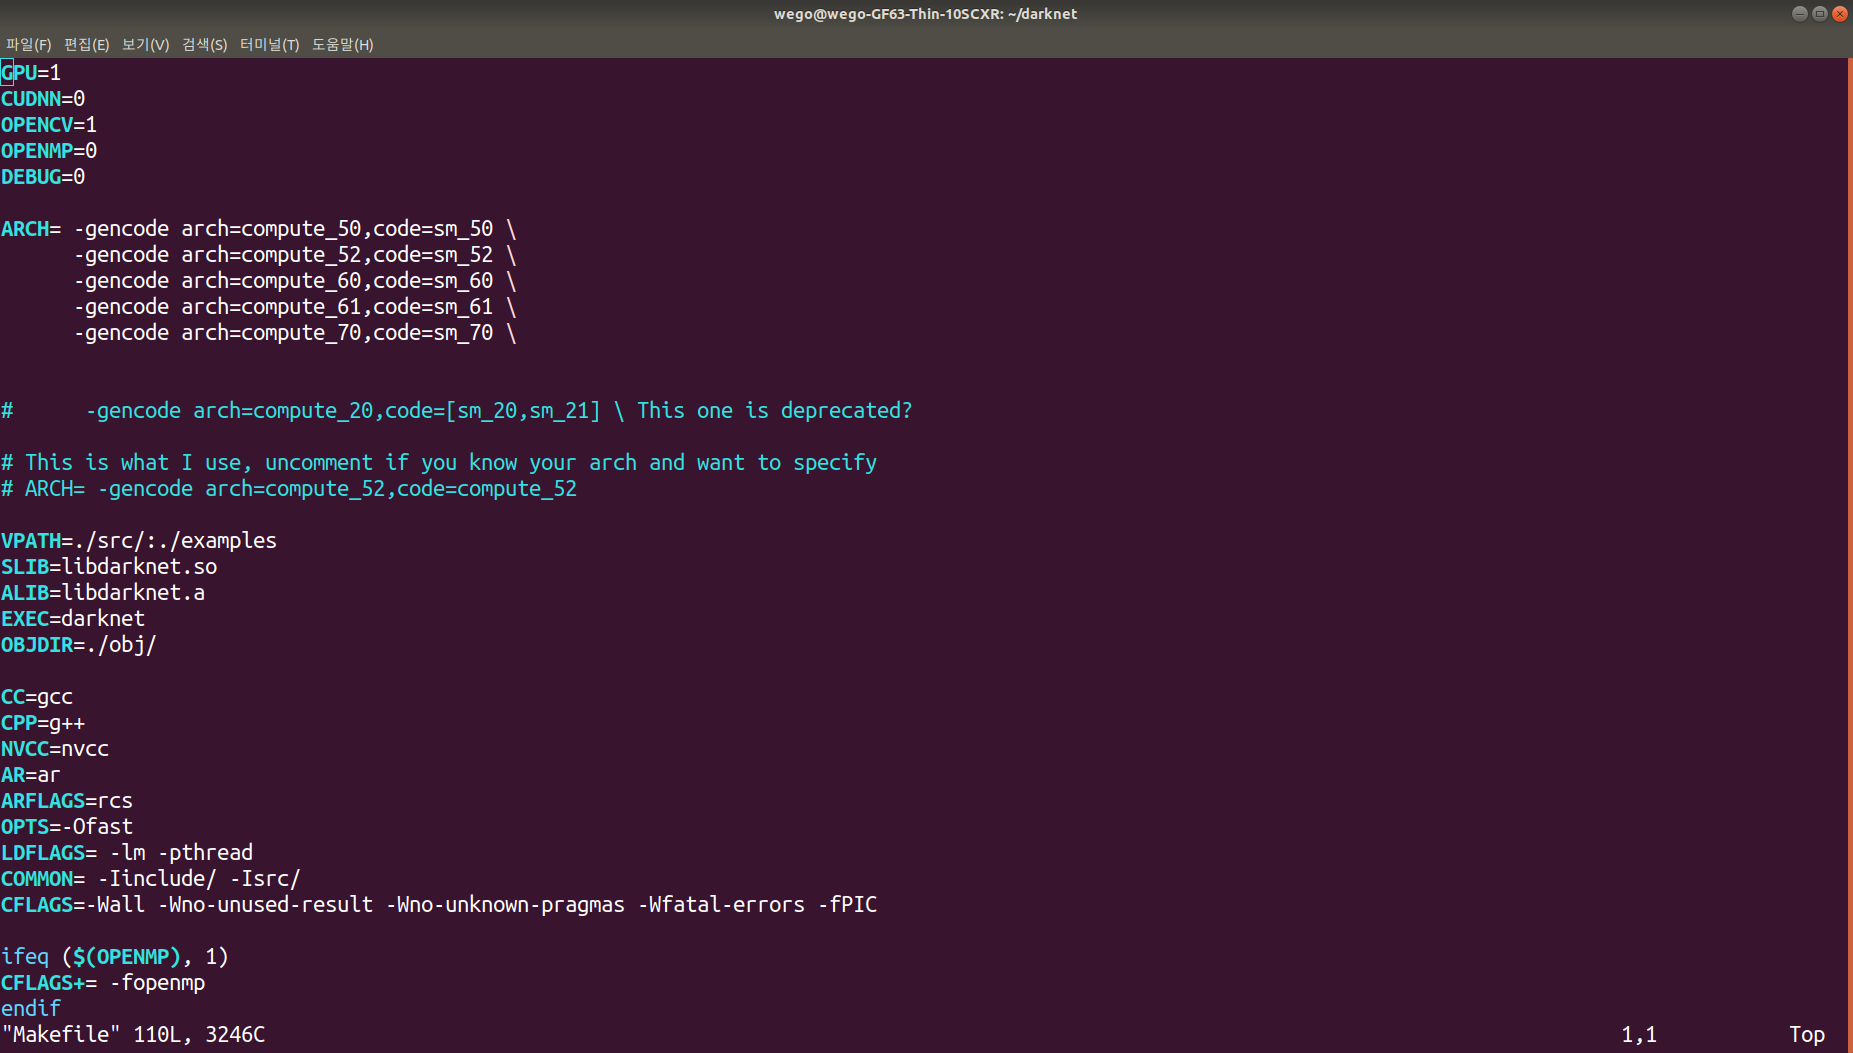 wego@wego-GF63-Thin-10SCXR: ~/darknet
파일(F) 편집(E) 보기(V) 검색(S) 터미널(T) 도움말(H)
GPU=1
CUDNN=0
OPENCV=1
OPENMP=0
DEBUG=0
ARCH= -gencode arch=compute_50,code=sm_50 \
-gencode arch=compute_52,code=sm_52 \
-gencode arch=compute_60,code=sm_60 \
-gencode arch=compute_61,code=sm_61 \
-gencode arch=compute_70,code=sm_70 \
#      -gencode arch=compute_20,code=[sm_20,sm_21] \ This one is deprecated?
# This is what I use, uncomment if you know your arch and want to specify
# ARCH= -gencode arch=compute_52,code=compute_52
VPATH=./src/:./examples
SLIB=libdarknet.so
ALIB=libdarknet.a
EXEC=darknet
OBJDIR=./obj/
CC=gcc
CPP=g++
NVCC=nvcc
AR=ar
ARFLAGS=rcs
OPTS=-Ofast
LDFLAGS= -lm -pthread
COMMON= -Iinclude/ -Isrc/
CFLAGS=-Wall -Wno-unused-result -Wno-unknown-pragmas -Wfatal-errors -fPIC
ifeq ($(OPENMP), 1)
CFLAGS+= -fopenmp
endif
"Makefile" 110L, 3246C 1,1 Top